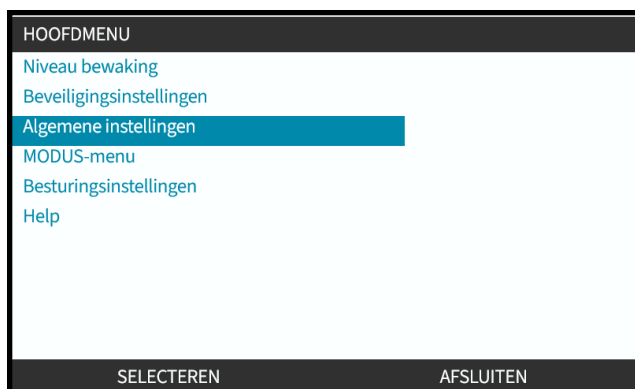 HOOFDMENU
Niveau bewaking
Beveiligingsinstellingen
Algemene instellingen
MODUS-menu
Besturingsinstellingen
Help
SELECTEREN AFSLUITEN